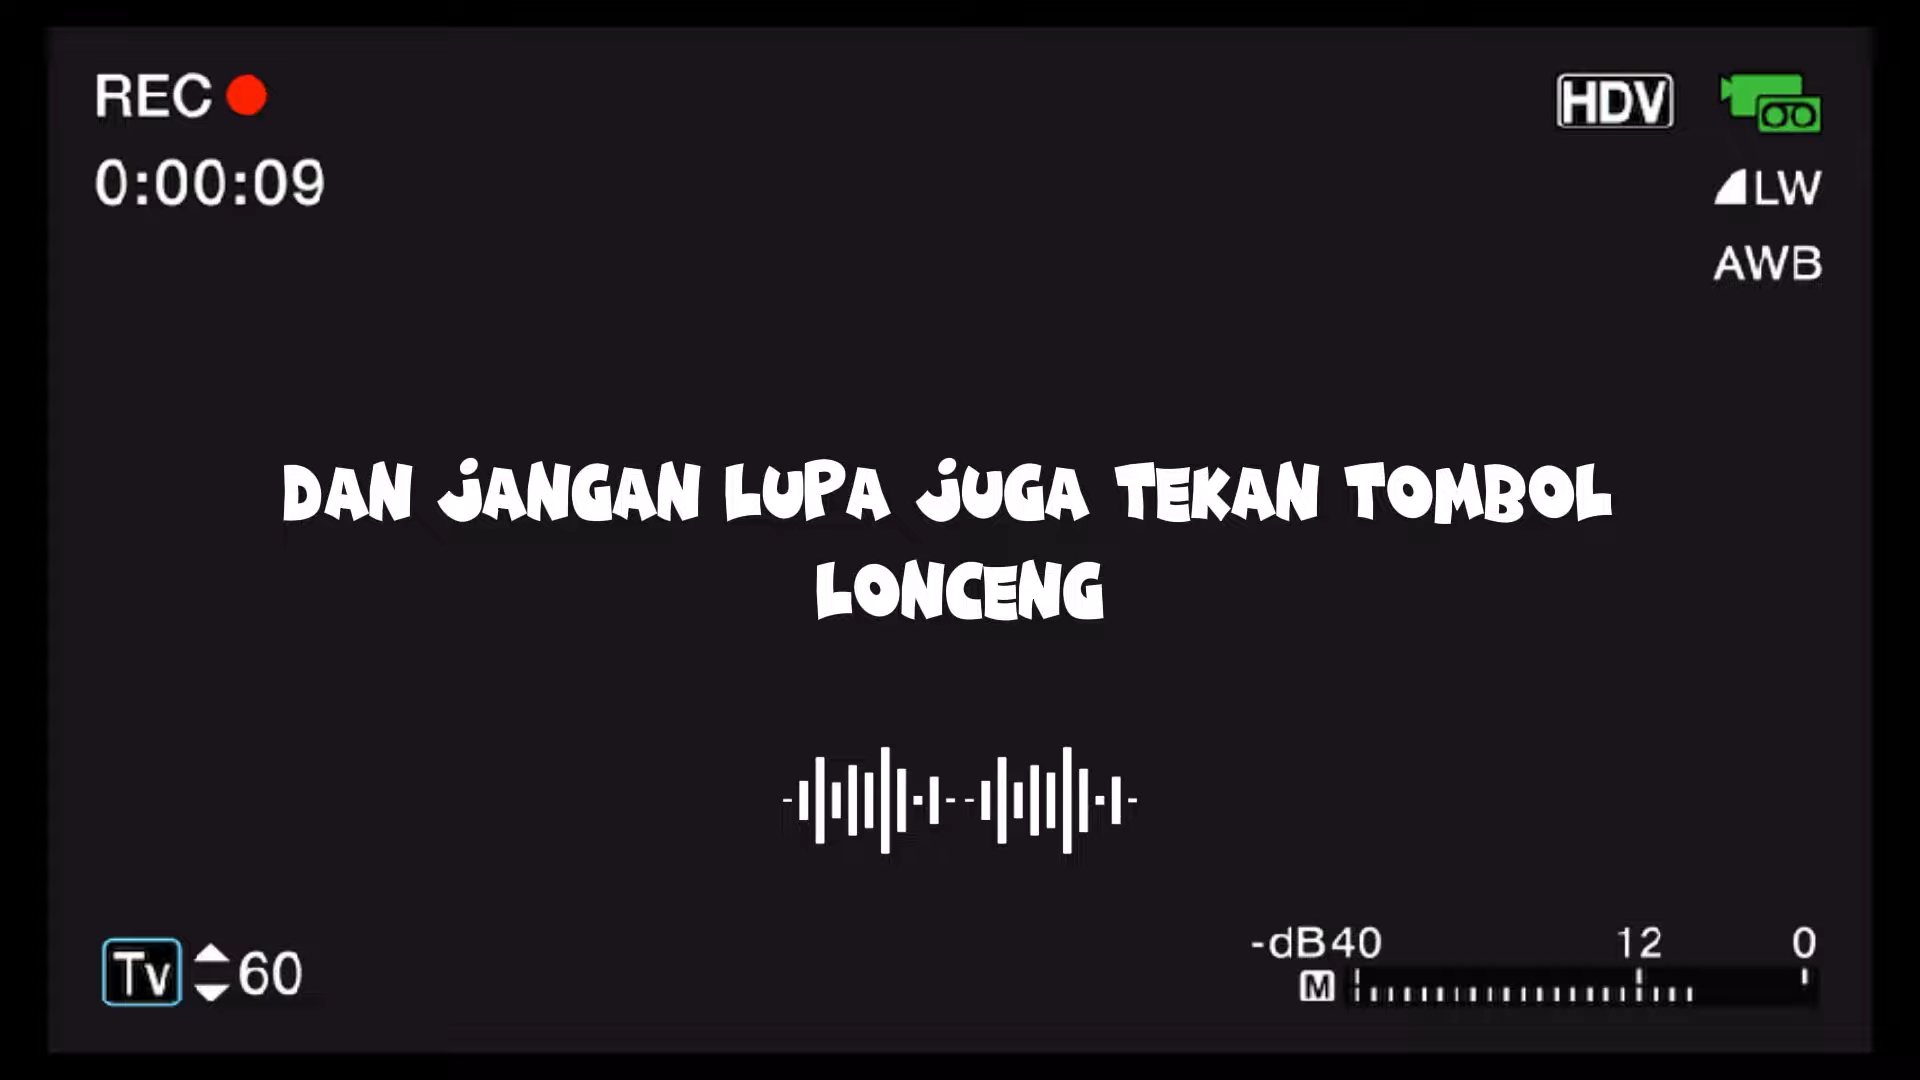 REC
HDV
0:00:09
LW
AWB
DAN JANGAN LUPA JUGA TEKAN TOMBOL
LONCENG
Tv 60
-dB40 12 0
M